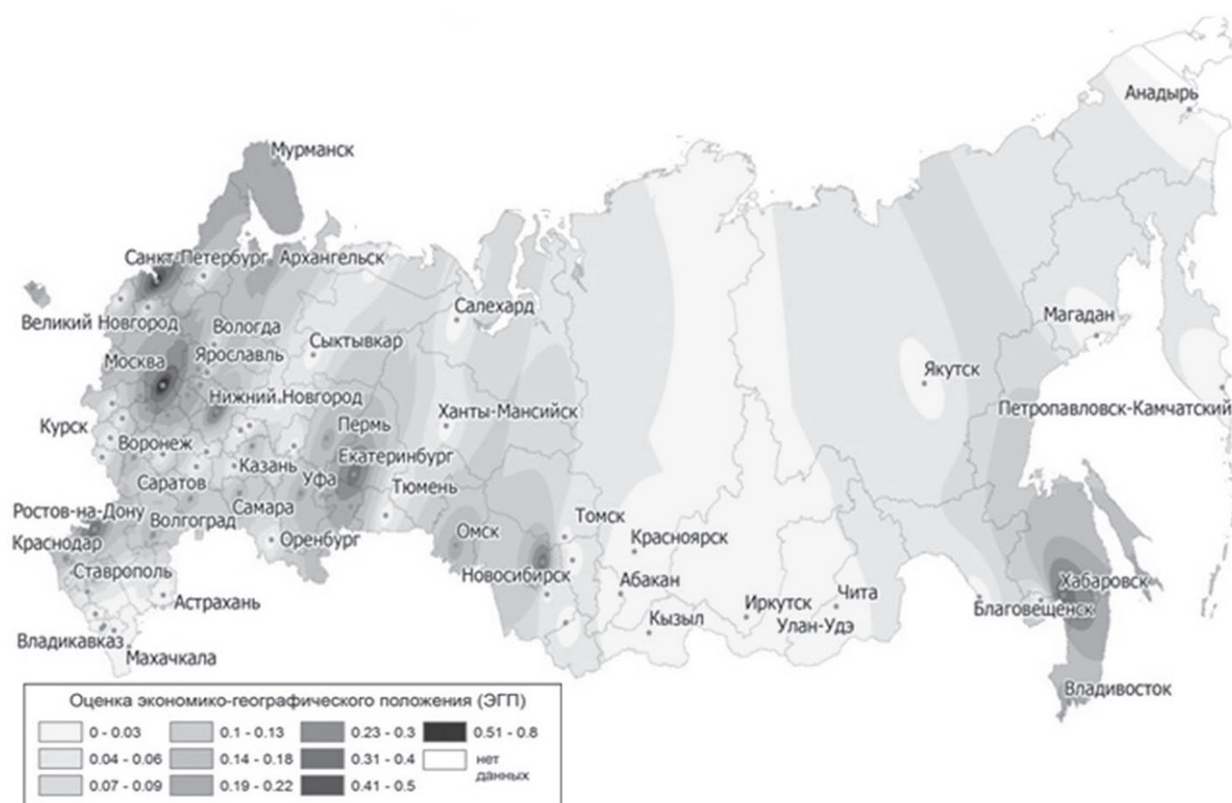 Анадырь
Мурманск
Санкт-Петербург Архангельск
Салехард
Магадан
Великий Новгород
Вологда
Сыктывкар
Москва
Ярославль
Якутск
Нижний Новгород
Ханты-Мансийск
Петропавловск-Камчатский
Курск
Пермь
Воронеж
Екатеринбург
Казань
Саратов
Уфа
Тюмень
Ростов-на-Дону
Самара
Волгоград
Томск
Омск
Оренбург
Красноярск
Краснодар
Ставрополь
Новосибирск
Абакан
Хабаровск
Чита
Астрахань
Иркутск
Благовещенск
Кызыл
Улан-Удэ
Владикавказ
Махачкала
Владивосток
Оценка экономико-географического положения (ЭГП)
0 - 0.03 0.1 - 0.13 0.23 - 0.3 0.51 - 0.8
0.04 - 0.06 0.14 - 0.18 0.31 - 0.4 нет
данных
0.07 - 0.09 0.19 - 0.22 0.41 - 0.5